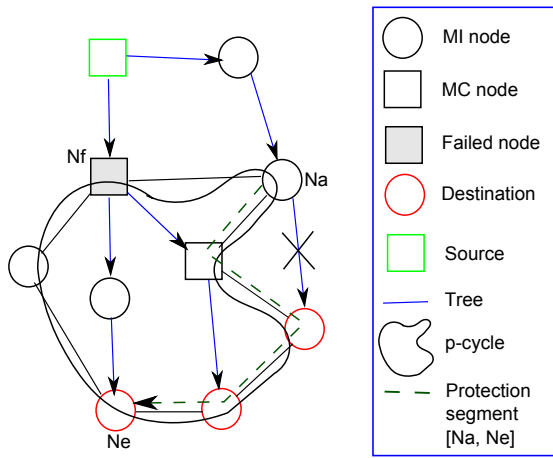 Nf
Na
Ne
MI node
MC node
Failed node
Destination
Source
Tree
p-cycle
Protection
segment
[Na, Ne]